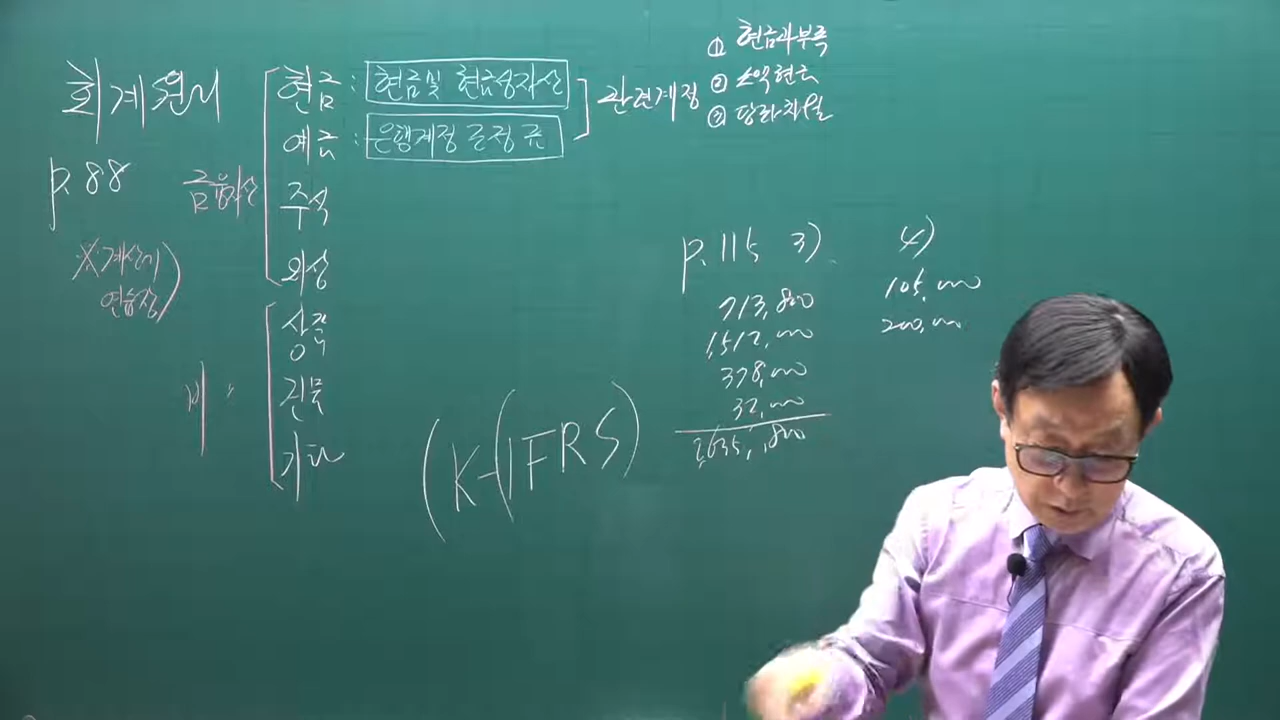 회계원리
p. 88
※ 계산기
연습장)
금융자산
현금 : 현금 및 현금성자산
예금 : 은행계정 조정표
주식
외상
관련계정
① 현금과부족
② 소액현금
③ 당좌차월
비
상품
건물
기타
(K-(IFRS)
p. 115 3)
713,800
1,512,000
378,000
32,000
2,635,800
4)
105,000
200,000